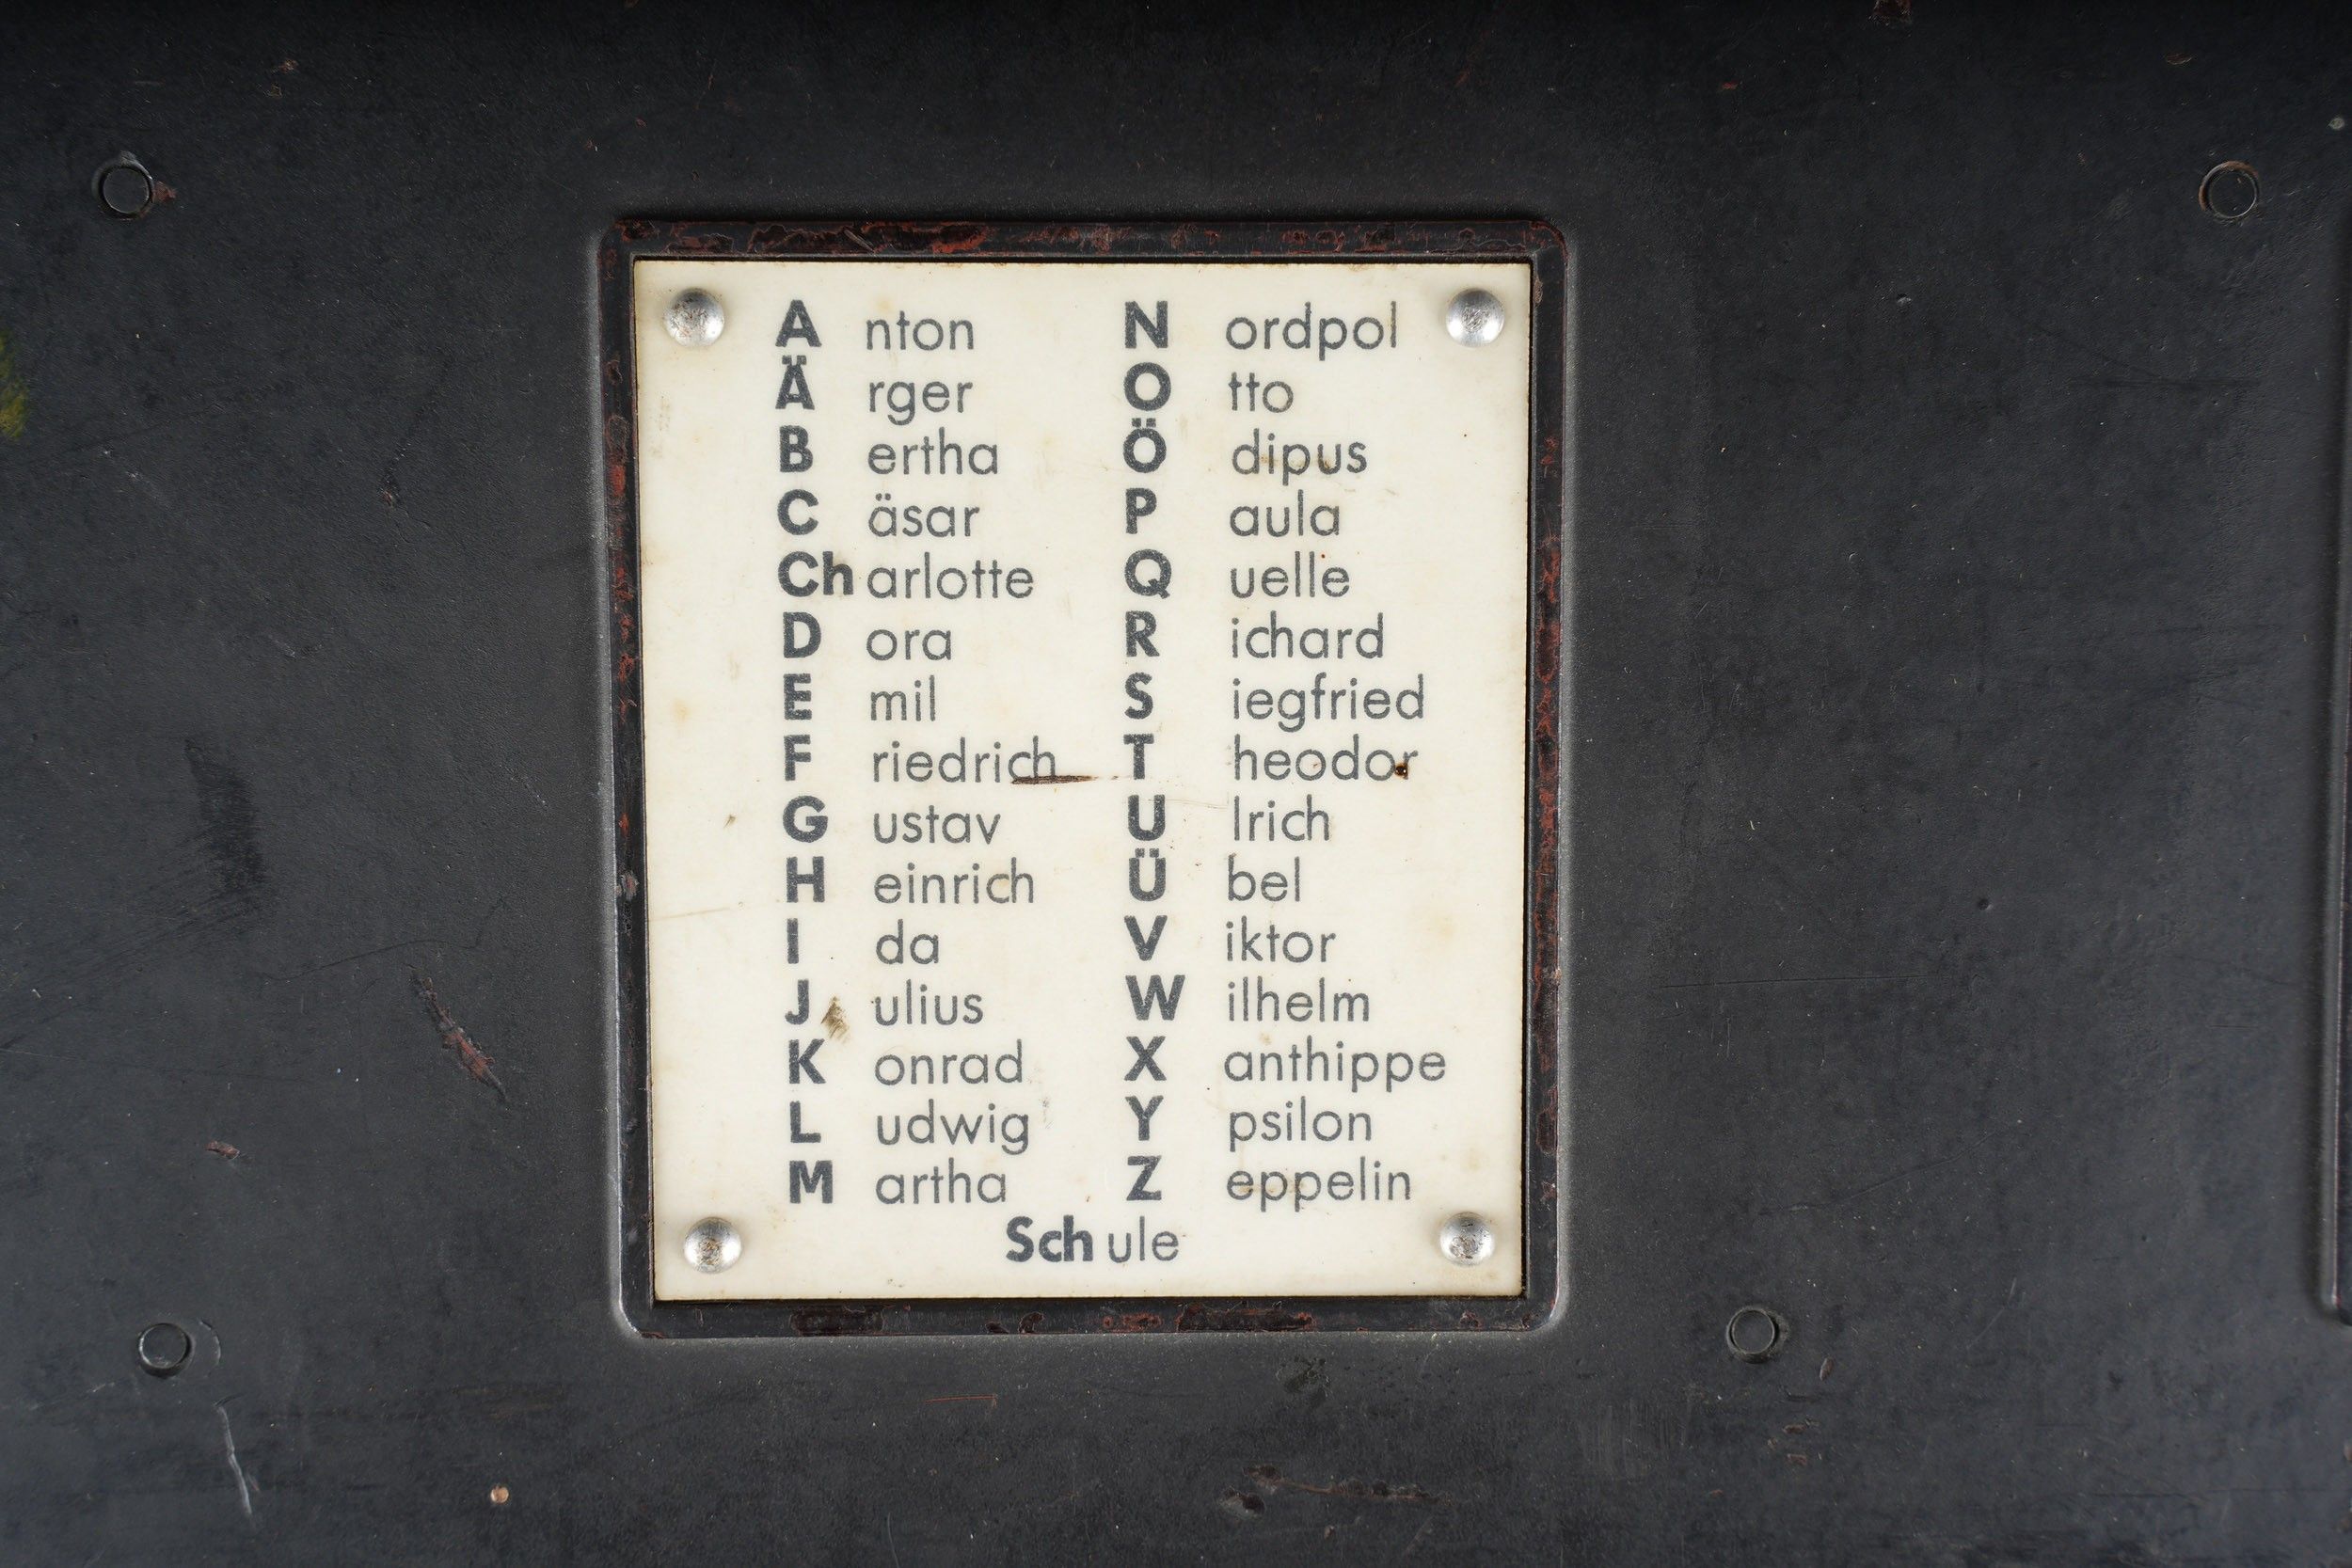 A nton
Ä rger
B ertha
C äsar
Ch arlotte
D ora
E mil
F riedrich
G ustav
H einrich
I da
J ulius
K onrad
L udwig
M artha
N ordpol
O tto
Ö dipus
P aula
Q uelle
R ichard
S iegfried
T heodor
U lrich
Ü bel
V iktor
W ilhelm
X anthippe
Y psilon
Z eppelin
Sch ule